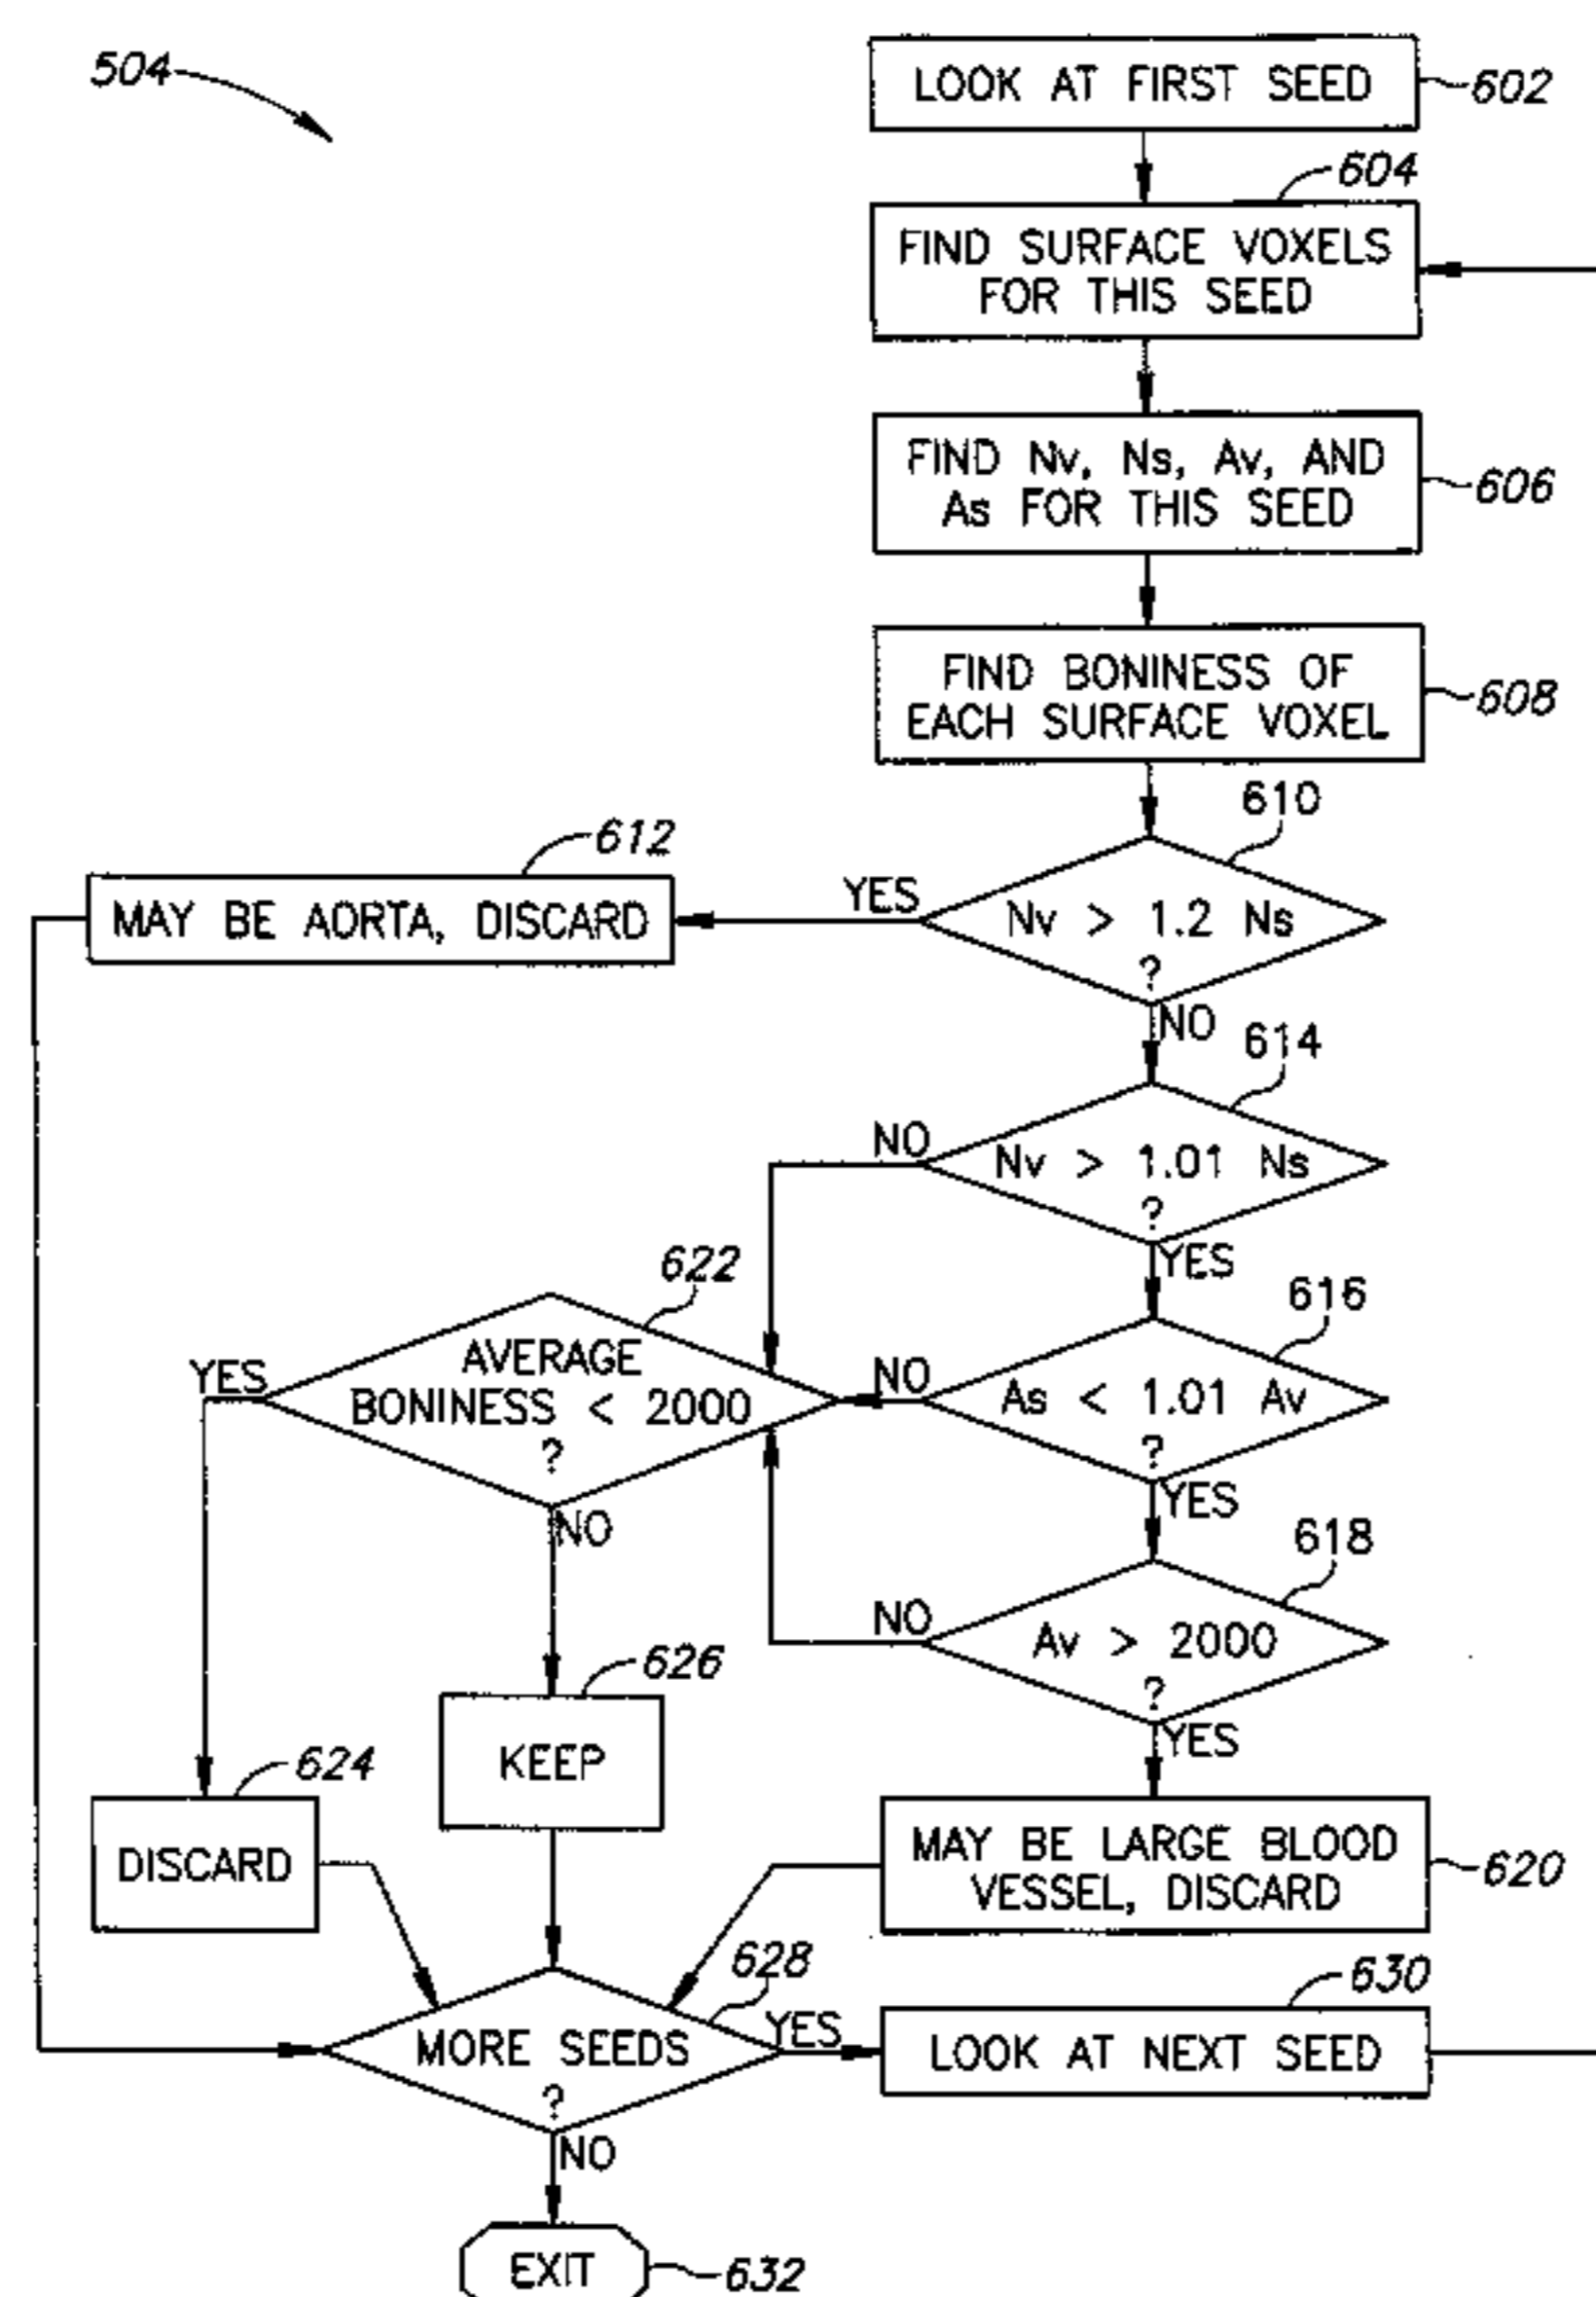 504
LOOK AT FIRST SEED
602
604
FIND SURFACE VOXELS
FOR THIS SEED
FIND Nv, Ns, Av, AND
As FOR THIS SEED
606
FIND BONINESS OF
EACH SURFACE VOXEL
608
610
612
MAY BE AORTA, DISCARD
YES
Nv > 1.2 Ns
?
NO
614
NO
Nv > 1.01 Ns
?
YES
622
616
YES
AVERAGE
BONINESS < 2000
?
NO
NO
As < 1.01 Av
?
YES
618
NO
Av > 2000
?
YES
626
KEEP
624
DISCARD
MAY BE LARGE BLOOD
VESSEL, DISCARD
620
628
MORE SEEDS
?
YES
630
LOOK AT NEXT SEED
NO
EXIT
632